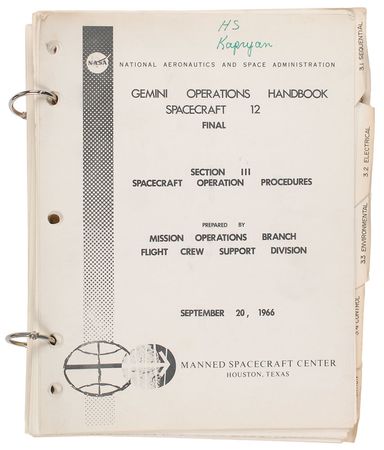 HS
Kapryan
NASA
NATIONAL AERONAUTICS AND SPACE ADMINISTRATION
GEMINI OPERATIONS HANDBOOK
SPACECRAFT 12
FINAL
SECTION III
SPACECRAFT OPERATION PROCEDURES
PREPARED BY
MISSION OPERATIONS BRANCH
FLIGHT CREW SUPPORT DIVISION
SEPTEMBER 20, 1966
MANNED SPACECRAFT CENTER
HOUSTON, TEXAS
3.1 SEQUENTIAL
3.2 ELECTRICAL
3.3 ENVIRONMENTAL
3.4 CONTROL